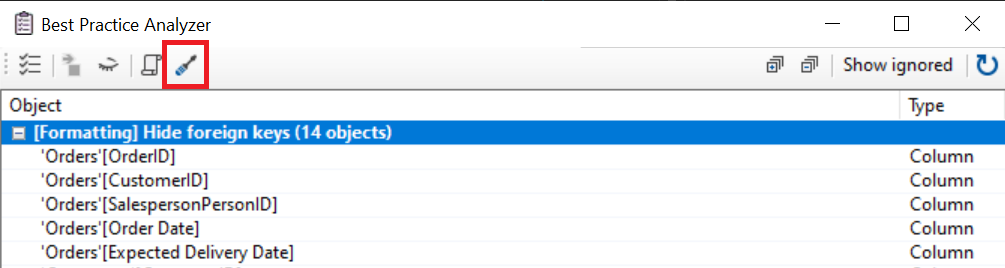 Best Practice Analyzer
Show ignored
Object Type
[Formatting] Hide foreign keys (14 objects)
'Orders'[OrderID] Column
'Orders'[CustomerID] Column
'Orders'[SalespersonPersonID] Column
'Orders'[Order Date] Column
'Orders'[Expected Delivery Date] Column